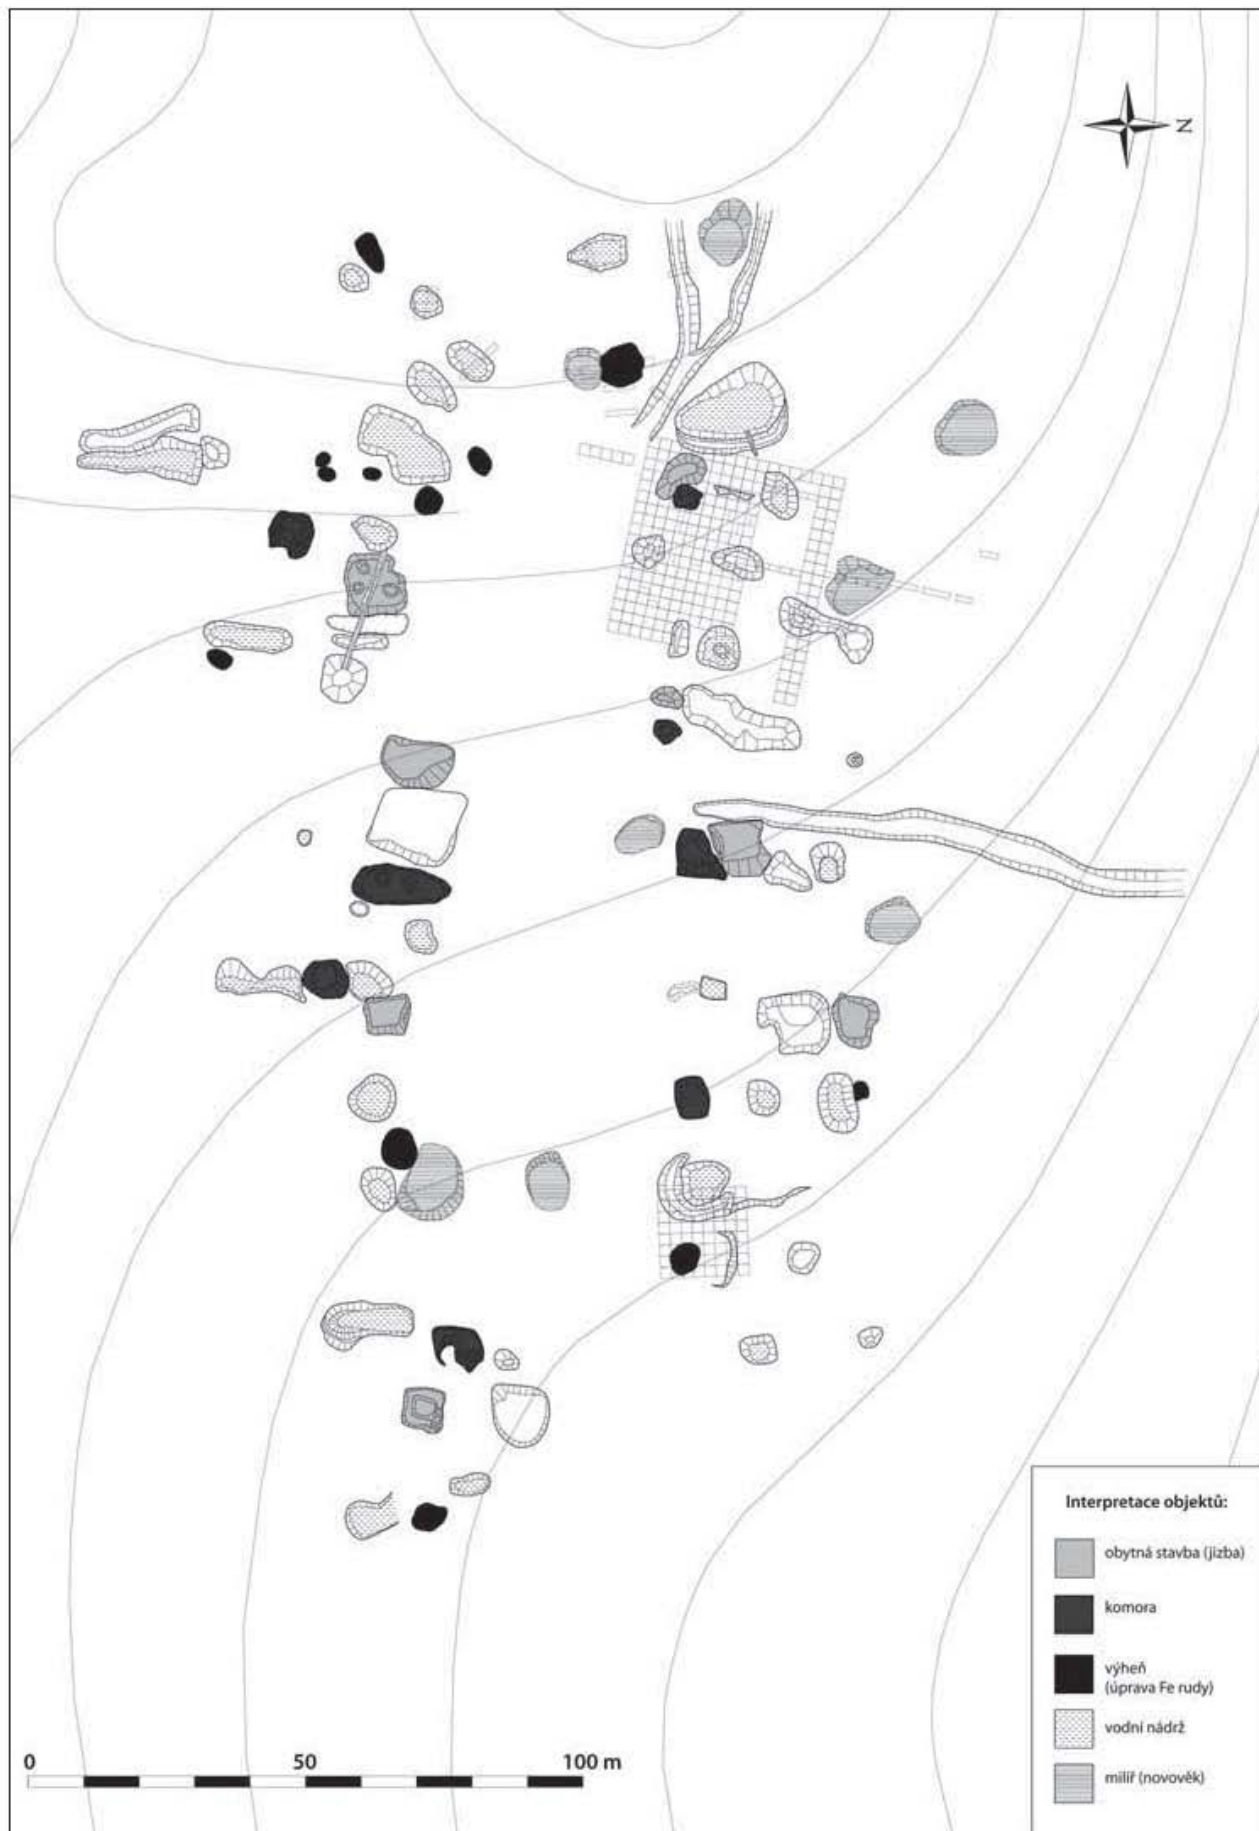 N
Interpretace objektů:
obytná stavba (jizba)
komora
výheň
(úprava Fe rudy)
vodní nádrž
milíř (novověk)
0 50 100 m